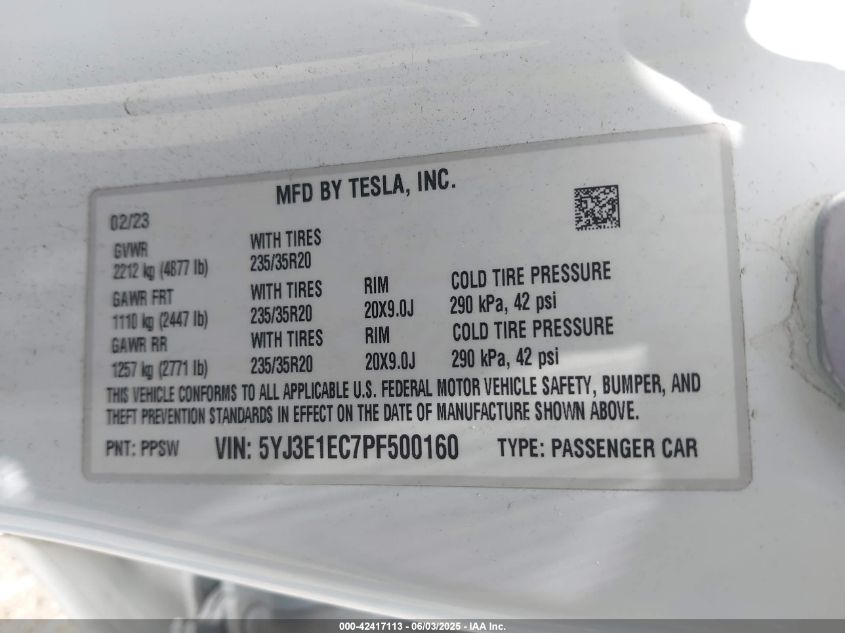 MFD BY TESLA, INC.
02/23
GVWR WITH TIRES
2212 kg (4877 lb) 235/35R20
GAWR FRT WITH TIRES RIM COLD TIRE PRESSURE
1110 kg (2447 lb) 235/35R20 20X9.0J 290 kPa, 42 psi
GAWR RR WITH TIRES RIM COLD TIRE PRESSURE
1257 kg (2771 lb) 235/35R20 20X9.0J 290 kPa, 42 psi
THIS VEHICLE CONFORMS TO ALL APPLICABLE U.S. FEDERAL MOTOR VEHICLE SAFETY, BUMPER, AND
THEFT PREVENTION STANDARDS IN EFFECT ON THE DATE OF MANUFACTURE SHOWN ABOVE.
PNT: PPSW VIN: 5YJ3E1EC7PF500160 TYPE: PASSENGER CAR
000-42417113 - 06/03/2025 - IAA Inc.